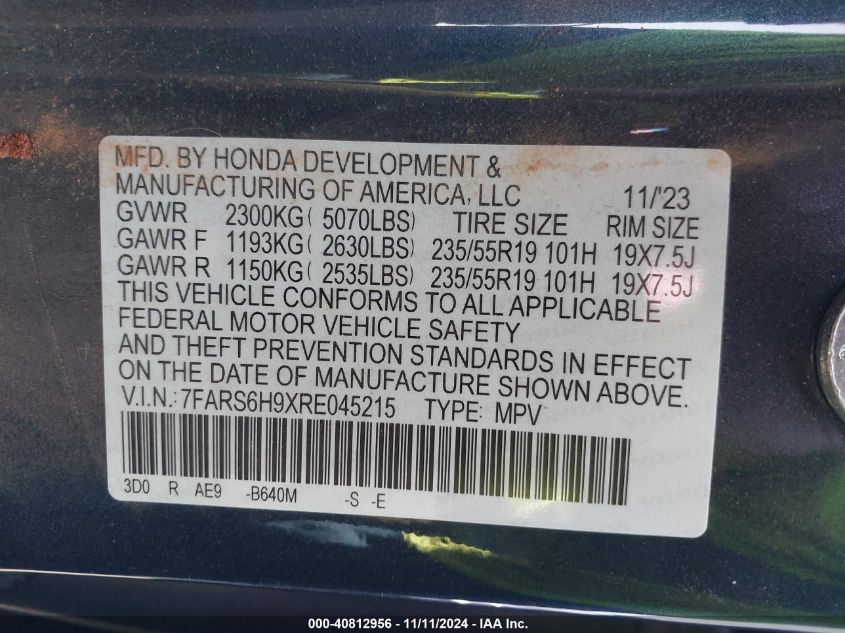 MFD. BY HONDA DEVELOPMENT &
MANUFACTURING OF AMERICA, LLC 11/'23
GVWR 2300KG( 5070LBS) TIRE SIZE RIM SIZE
GAWR F 1193KG( 2630LBS) 235/55R19 101H 19X7.5J
GAWR R 1150KG( 2535LBS) 235/55R19 101H 19X7.5J
THIS VEHICLE CONFORMS TO ALL APPLICABLE
FEDERAL MOTOR VEHICLE SAFETY
AND THEFT PREVENTION STANDARDS IN EFFECT
ON THE DATE OF MANUFACTURE SHOWN ABOVE.
V.I.N.: 7FARS6H9XRE045215 TYPE: MPV
3D0 R AE9 -B640M -S -E
000-40812956 - 11/11/2024 - IAA Inc.